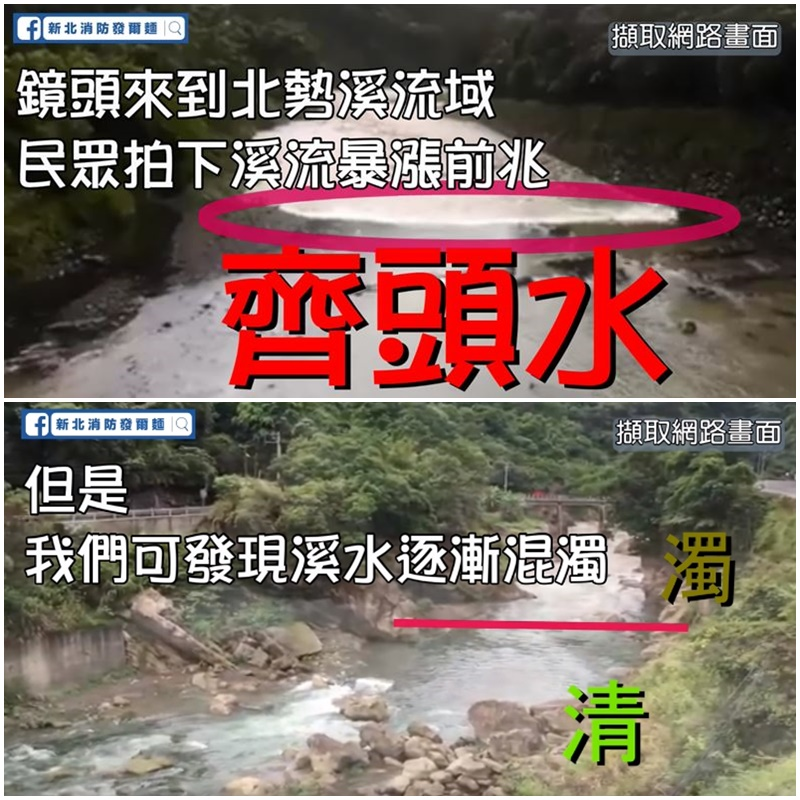 新北消防發爾麵
擷取網路畫面
鏡頭來到北勢溪流域
民眾拍下溪流暴漲前兆
齊頭水
新北消防發爾麵
擷取網路畫面
但是
我們可發現溪水逐漸混濁
濁
清